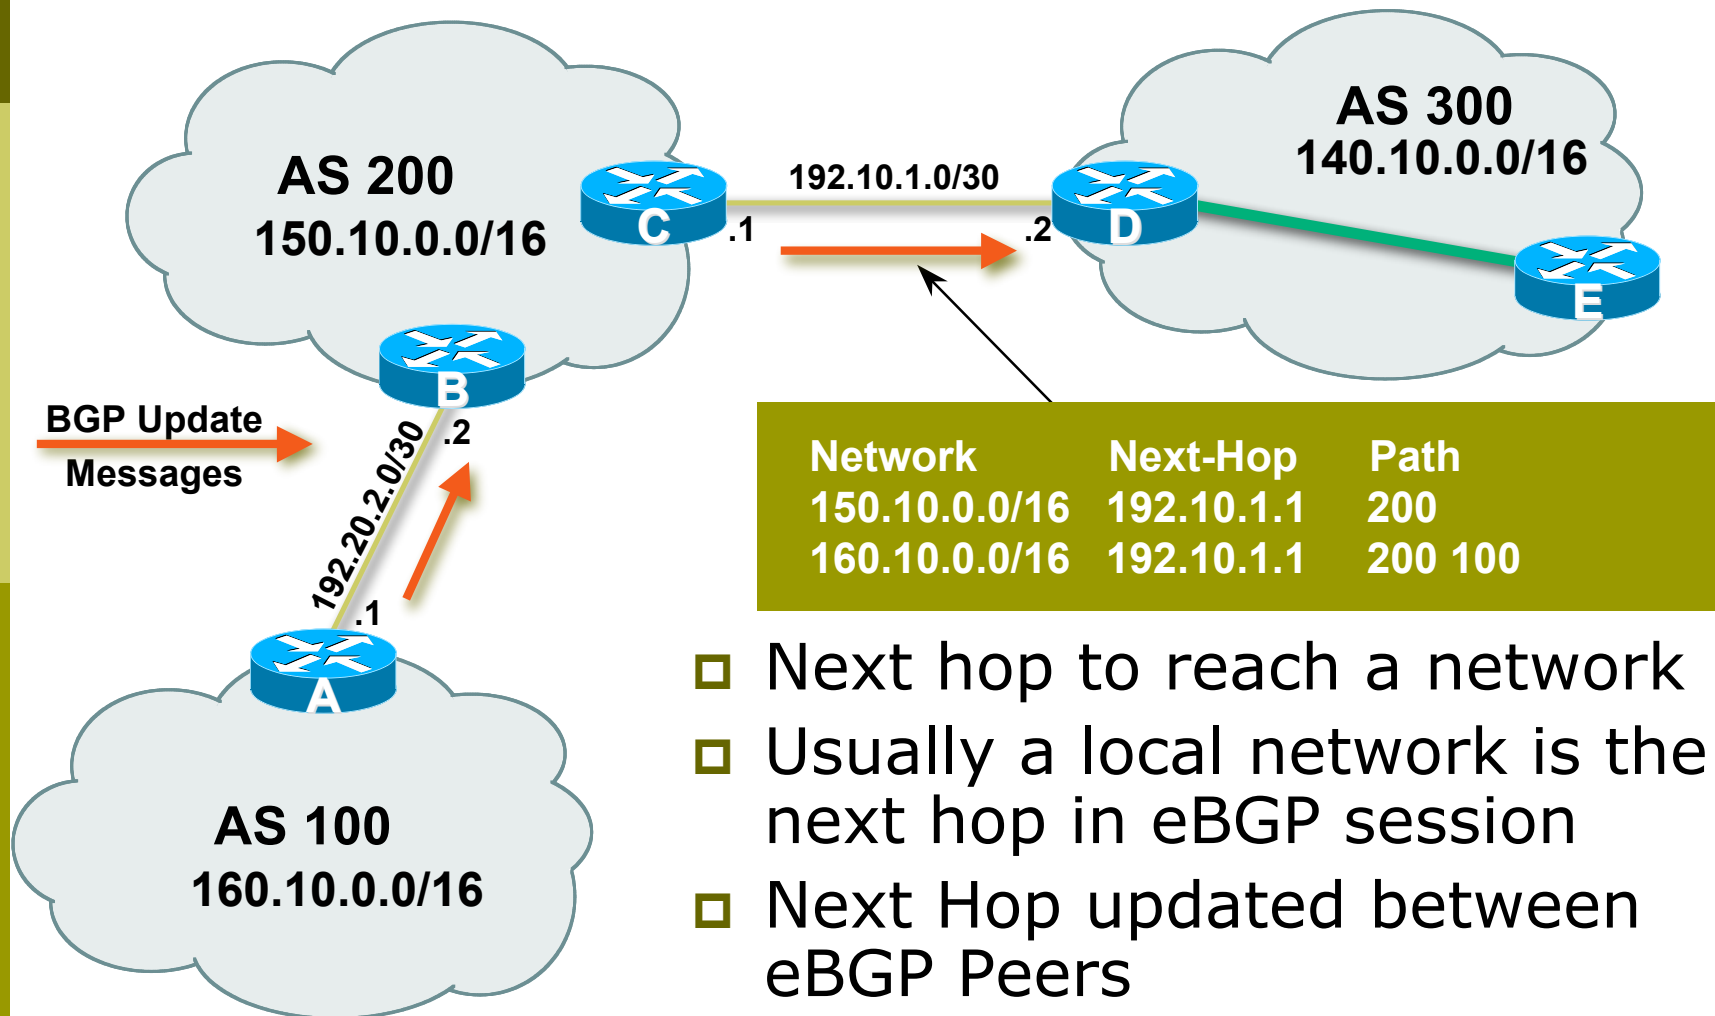 AS 200
150.10.0.0/16
C
192.10.1.0/30
.1
.2
D
AS 300
140.10.0.0/16
E
B
.2
BGP Update
Messages
192.20.2.0/30
.1
A
AS 100
160.10.0.0/16
Network Next-Hop Path
150.10.0.0/16 192.10.1.1 200
160.10.0.0/16 192.10.1.1 200 100
Next hop to reach a network
Usually a local network is the
next hop in eBGP session
Next Hop updated between
eBGP Peers